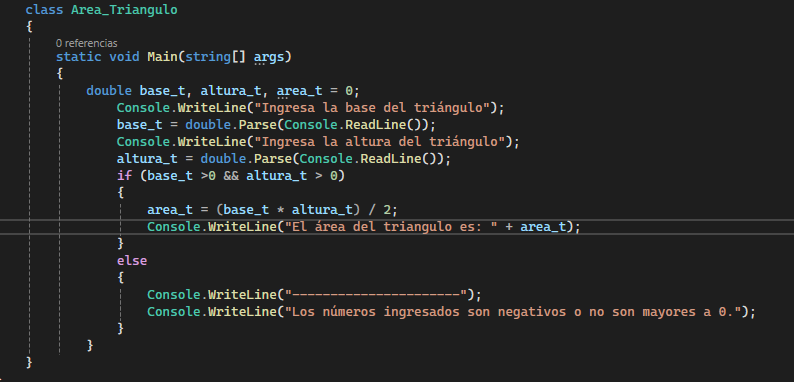 class Area_Triangulo
{
0 referencias
static void Main(string[] args)
{
double base_t, altura_t, area_t = 0;
Console.WriteLine("Ingresa la base del triángulo");
base_t = double.Parse(Console.ReadLine());
Console.WriteLine("Ingresa la altura del triángulo");
altura_t = double.Parse(Console.ReadLine());
if (base_t >0 && altura_t > 0)
{
area_t = (base_t * altura_t) / 2;
Console.WriteLine("El área del triangulo es: " + area_t);
}
else
{
Console.WriteLine("----------------------");
Console.WriteLine("Los números ingresados son negativos o no son mayores a 0.");
}
}
}